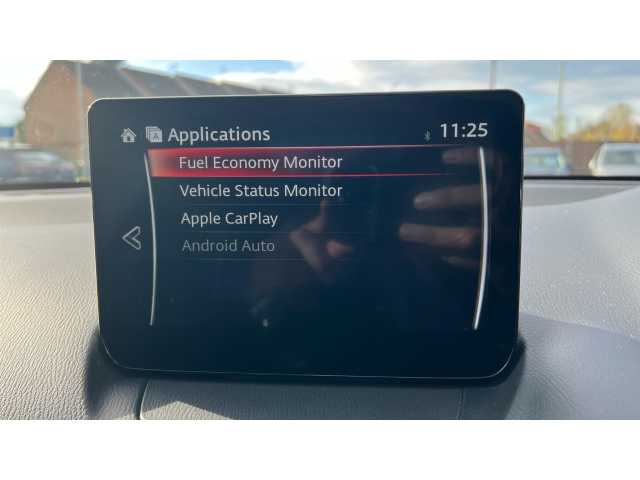 Applications 11:25
Fuel Economy Monitor
Vehicle Status Monitor
Apple CarPlay
Android Auto